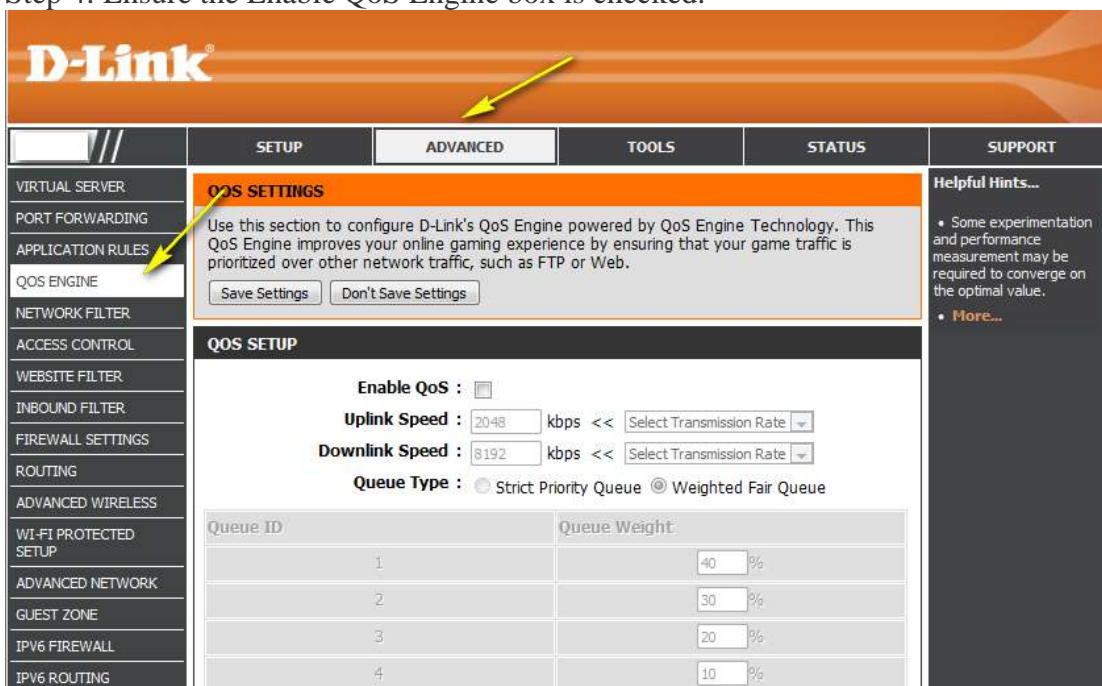 Step 4: Ensure the Enable QoS Engine box is checked.
D-Link®
SETUP
ADVANCED
TOOLS
STATUS
SUPPORT
VIRTUAL SERVER
PORT FORWARDING
APPLICATION RULES
QOS ENGINE
NETWORK FILTER
ACCESS CONTROL
WEBSITE FILTER
INBOUND FILTER
FIREWALL SETTINGS
ROUTING
ADVANCED WIRELESS
WI-FI PROTECTED
SETUP
ADVANCED NETWORK
GUEST ZONE
IPV6 FIREWALL
IPV6 ROUTING
QOS SETTINGS
Use this section to configure D-Link's QoS Engine powered by QoS Engine Technology. This
QoS Engine improves your online gaming experience by ensuring that your game traffic is
prioritized over other network traffic, such as FTP or Web.
Save Settings Don't Save Settings
QOS SETUP
Enable QoS :
Uplink Speed : 2048 kbps << Select Transmission Rate
Downlink Speed : 8192 kbps << Select Transmission Rate
Queue Type : Strict Priority Queue Weighted Fair Queue
Queue ID Queue Weight
1 40 %
2 30 %
3 20 %
4 10 %
Helpful Hints...
• Some experimentation
and performance
measurement may be
required to converge on
the optimal value.
• More...